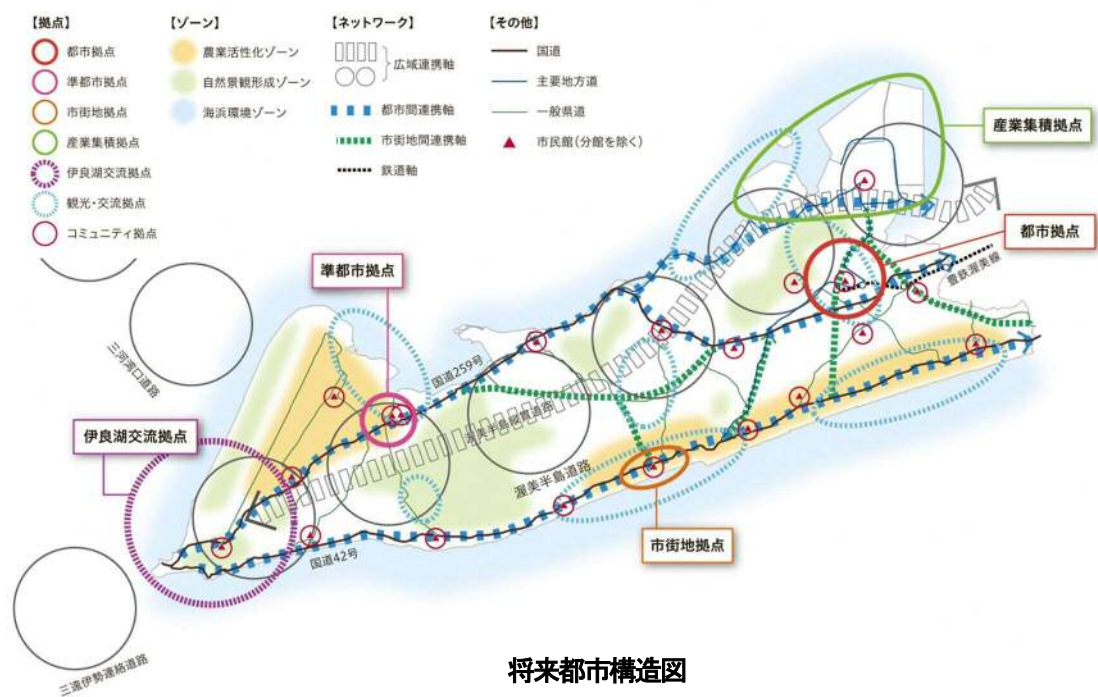 【拠点】
都市拠点
準都市拠点
市街地拠点
産業集積拠点
伊良湖交流拠点
観光・交流拠点
コミュニティ拠点
【ゾーン】
農業活性化ゾーン
自然景観形成ゾーン
海浜環境ゾーン
【ネットワーク】
広域連携軸
都市間連携軸
市街地間連携軸
鉄道軸
【その他】
国道
主要地方道
一般県道
市民館(分館を除く)
産業集積拠点
都市拠点
豊鉄渥美線
準都市拠点
三河湾口道路
国道259号
渥美半島縦貫道路
伊良湖交流拠点
渥美半島道路
市街地拠点
国道42号
三遠伊勢連絡道路
将来都市構造図